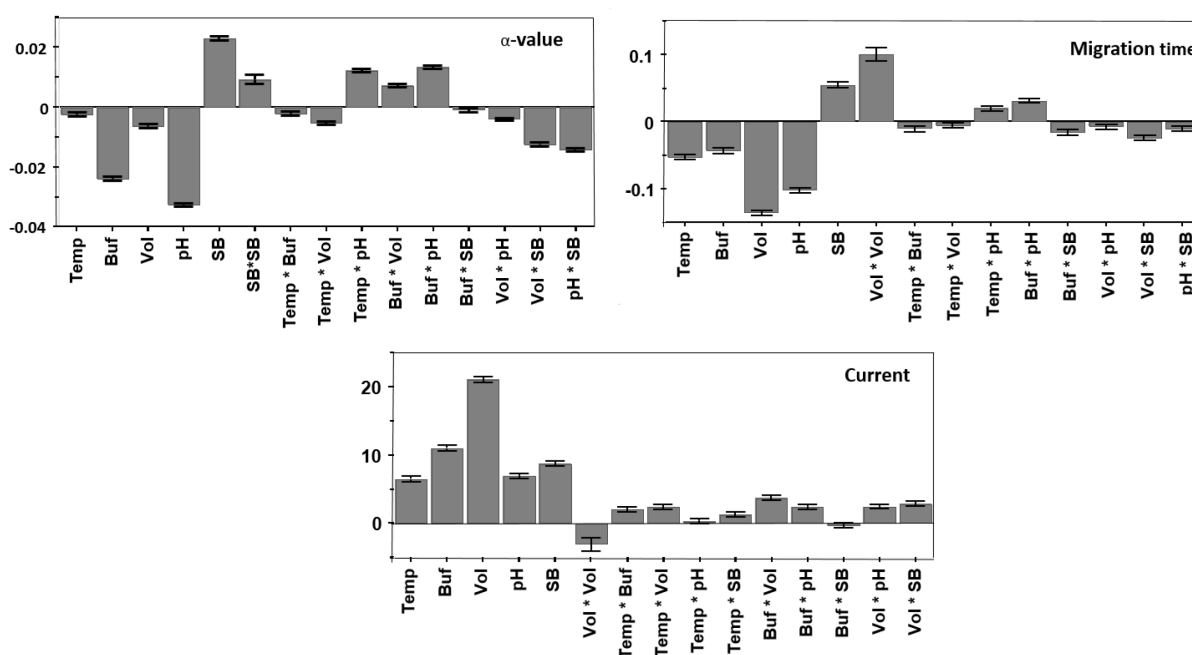 α-value
0.02
0
-0.02
-0.04
Temp
Buf
Vol
pH
SB
SB*SB
Temp * Buf
Temp * Vol
Temp * pH
Buf * Vol
Buf * pH
Buf * SB
Vol * pH
Vol * SB
pH * SB
Migration time
0.1
0
-0.1
Temp
Buf
Vol
pH
SB
Vol * Vol
Temp * Buf
Temp * Vol
Temp * pH
Buf * pH
Buf * SB
Vol * pH
Vol * SB
pH * SB
Current
20
10
0
Temp
Buf
Vol
pH
SB
Vol * Vol
Temp * Buf
Temp * Vol
Temp * pH
Temp * SB
Buf * Vol
Buf * pH
Buf * SB
Vol * pH
Vol * SB